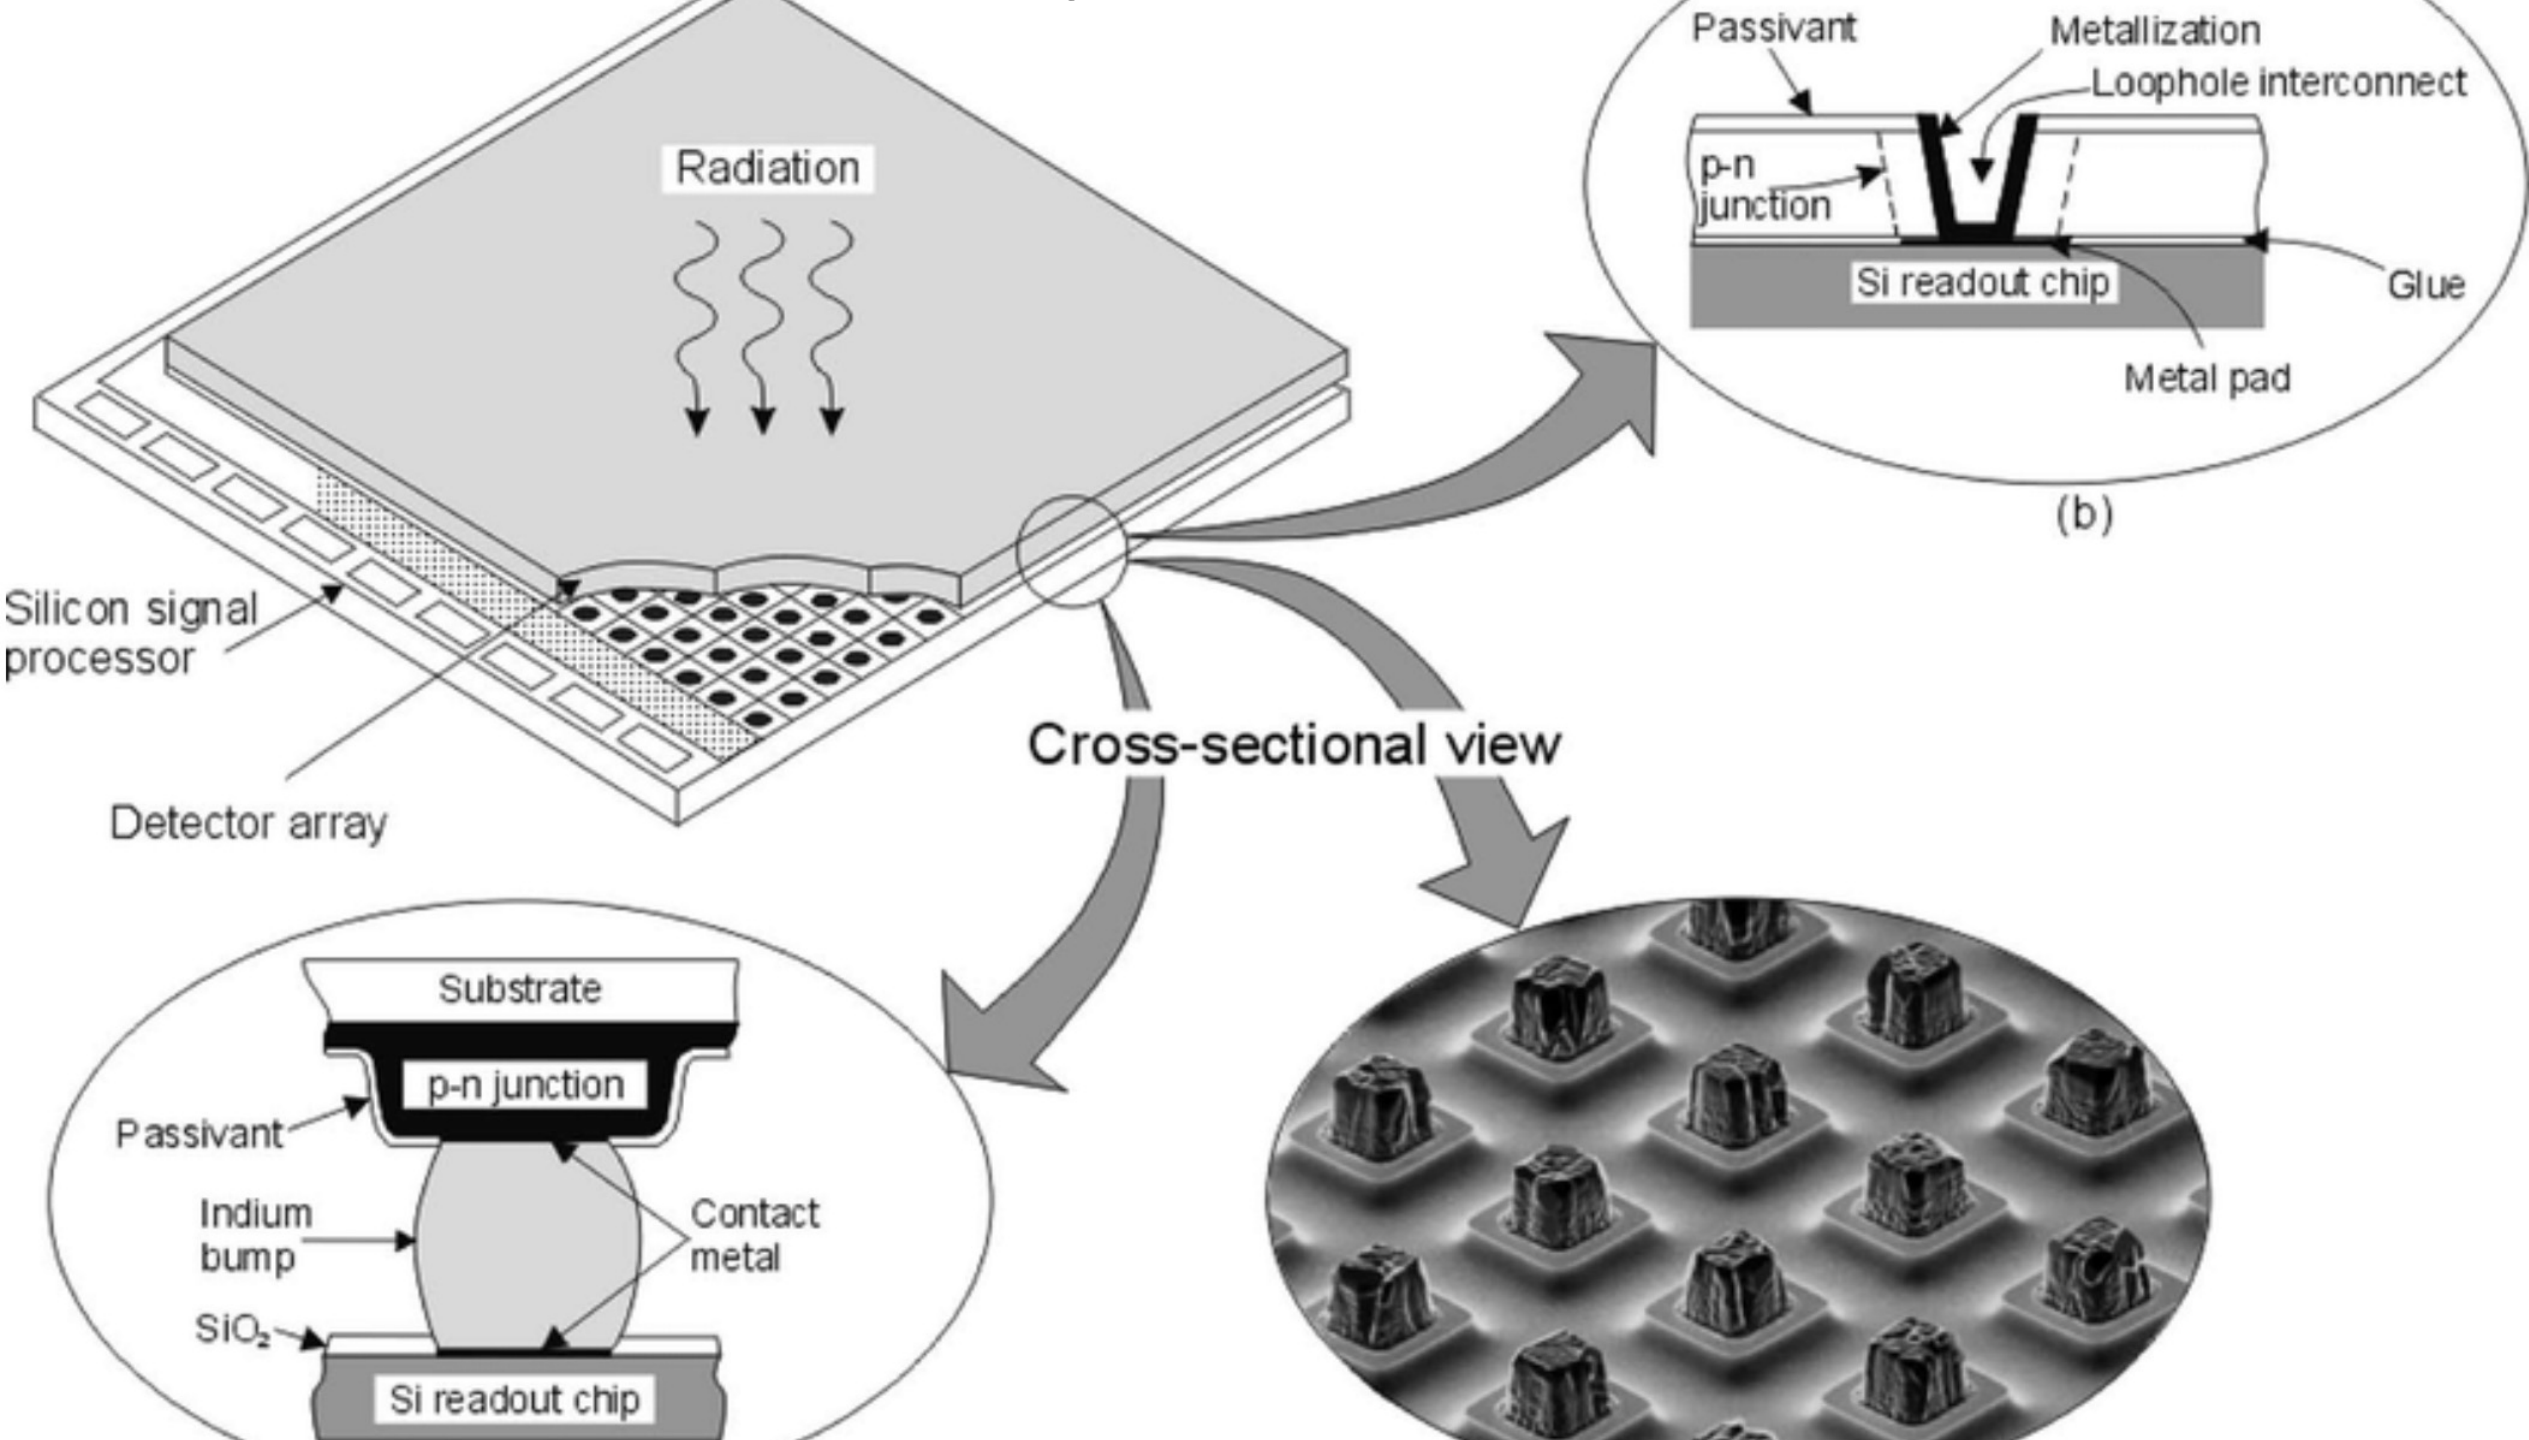 Passivant
Metallization
Loophole interconnect
Radiation
p-n
junction
Si readout chip
Glue
Metal pad
(b)
Silicon signal
processor
Cross-sectional view
Detector array
Substrate
p-n junction
Passivant
Indium
bump
Contact
metal
SiO₂
Si readout chip